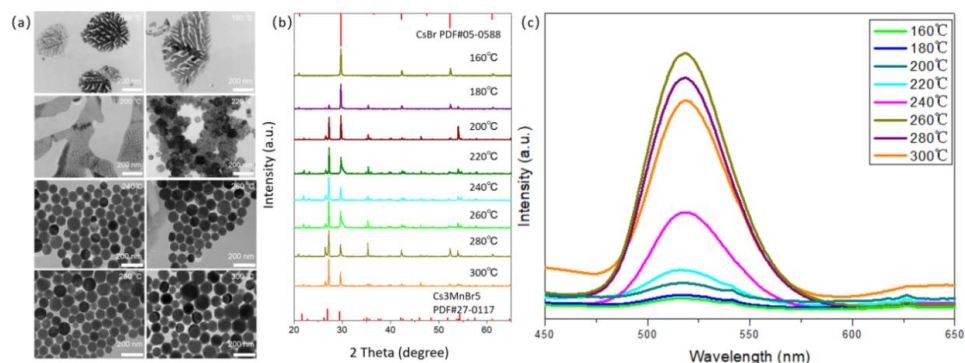 (a)
160 ℃
200 nm
180 ℃
200 nm
200 ℃
200 nm
220 ℃
200 nm
240 ℃
200 nm
200 nm
200 nm
300 ℃
200 nm
(b)
CsBr PDF#05-0588
160℃
180℃
200℃
220℃
240℃
260℃
280℃
300℃
Cs3MnBr5
PDF#27-0117
Intensity (a.u.)
20 30 40 50 60
2 Theta (degree)
(c)
160℃
180℃
200℃
220℃
240℃
260℃
280℃
300℃
Intensity (a.u.)
450 500 550 600 650
Wavelength (nm)